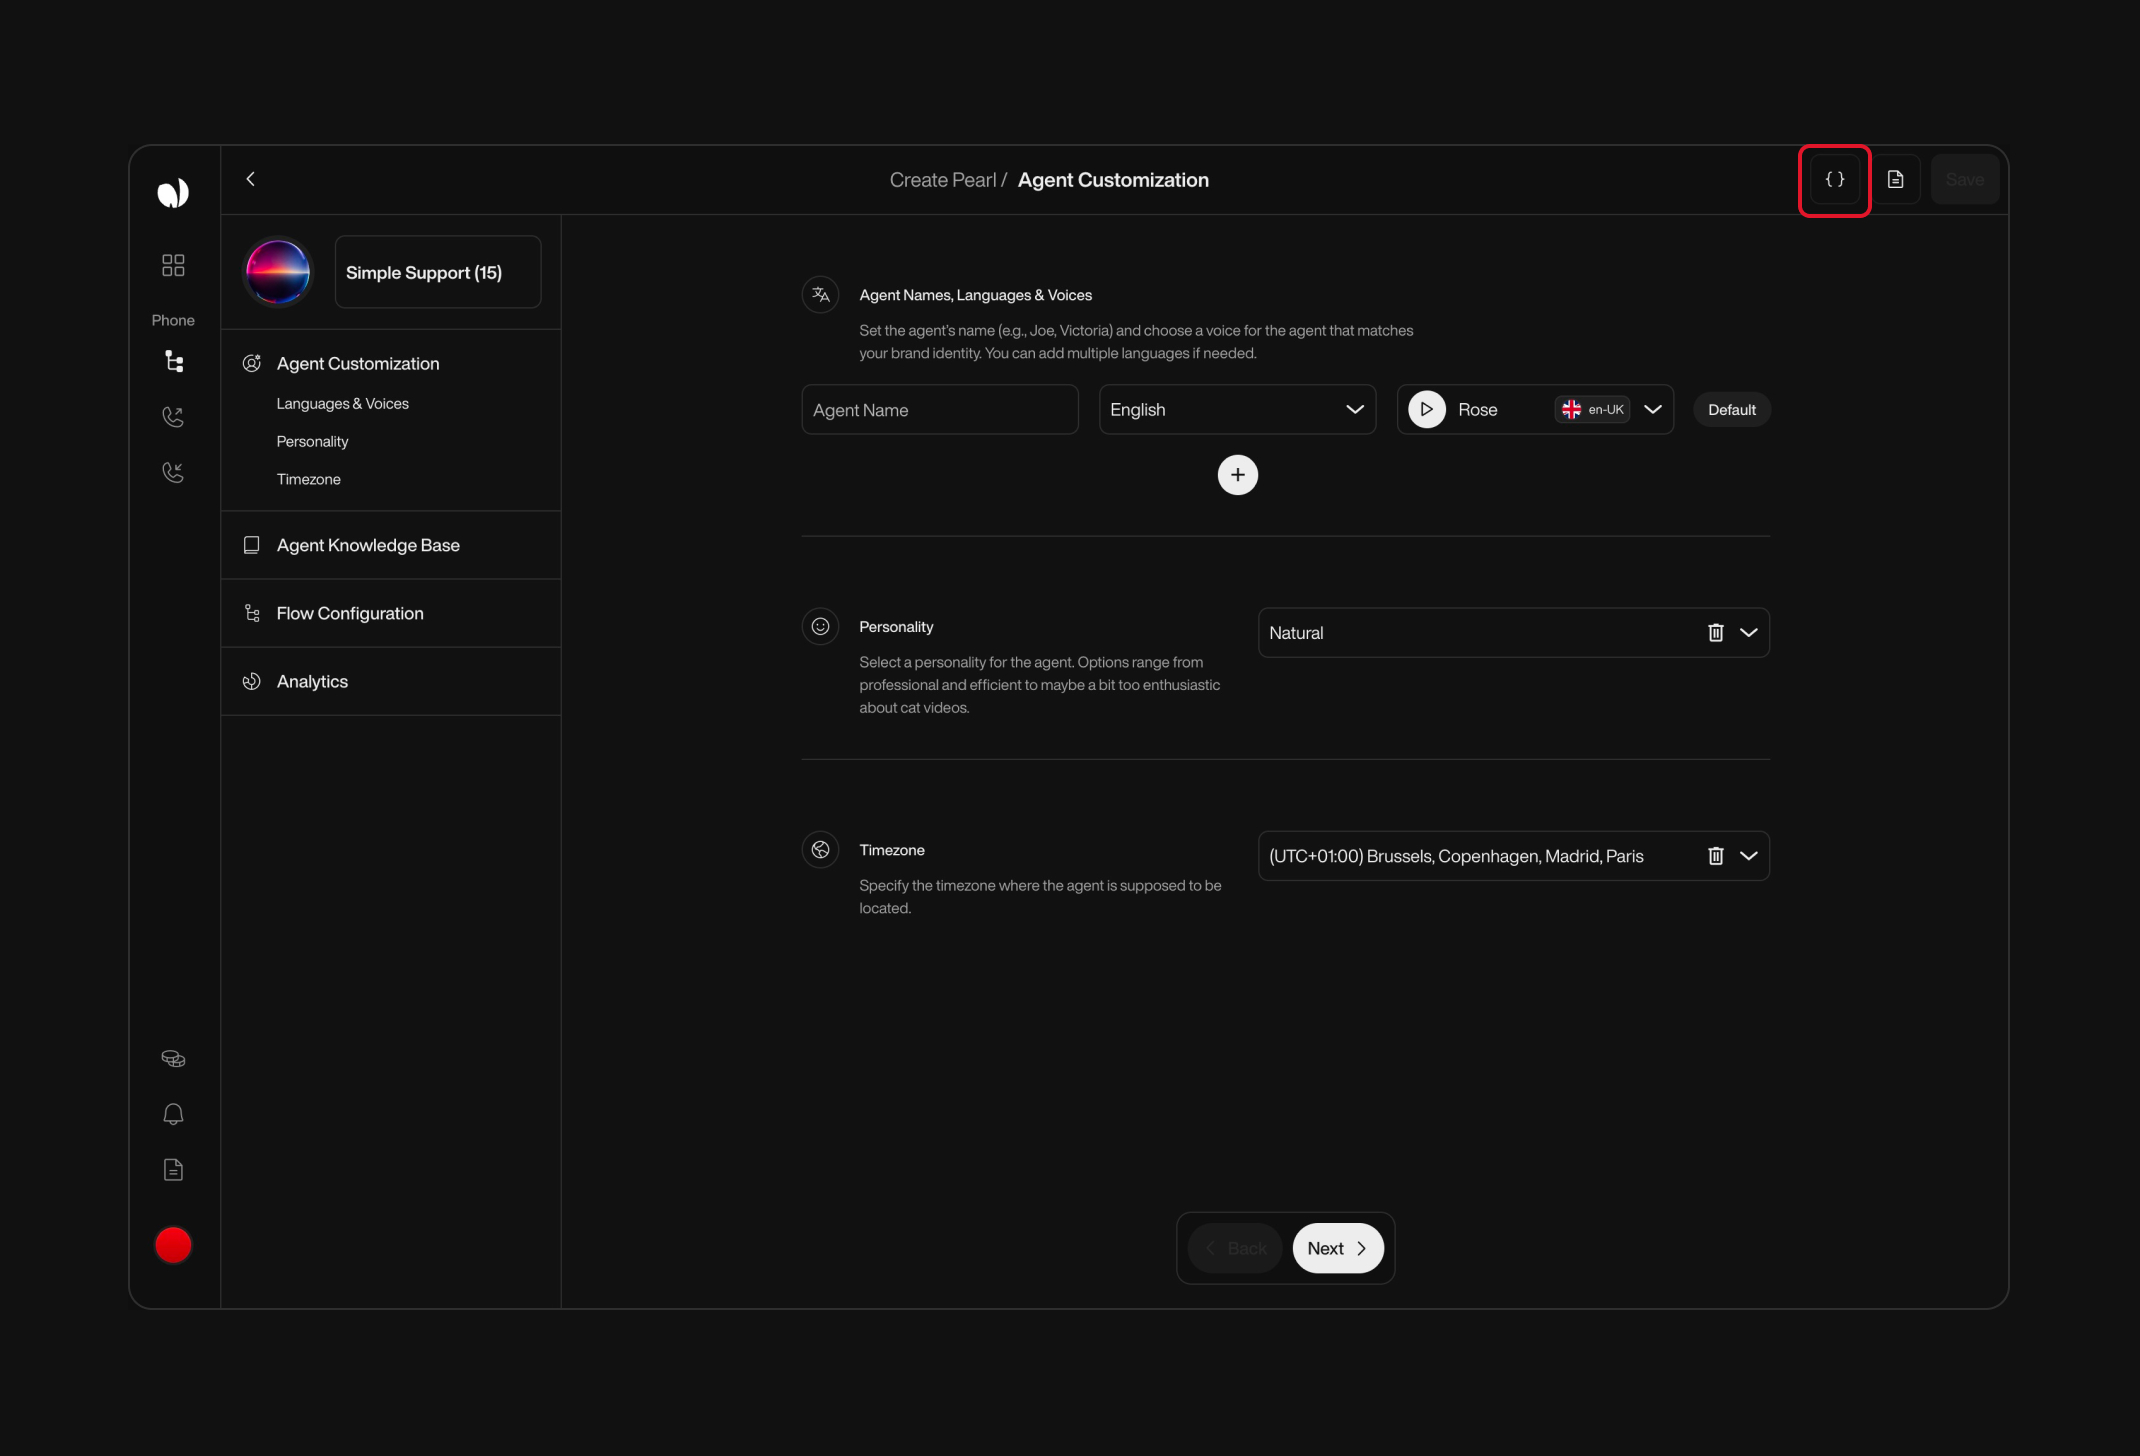 Create Pearl / Agent Customization
{ }
Save
Simple Support (15)
Phone
Agent Customization
Languages & Voices
Personality
Timezone
Agent Knowledge Base
Flow Configuration
Analytics
Agent Names, Languages & Voices
Set the agent's name (e.g., Joe, Victoria) and choose a voice for the agent that matches
your brand identity. You can add multiple languages if needed.
Agent Name
English
Rose
en-UK
Default
Personality
Select a personality for the agent. Options range from
professional and efficient to maybe a bit too enthusiastic
about cat videos.
Natural
Timezone
Specify the timezone where the agent is supposed to be
located.
(UTC+01:00) Brussels, Copenhagen, Madrid, Paris
Back
Next